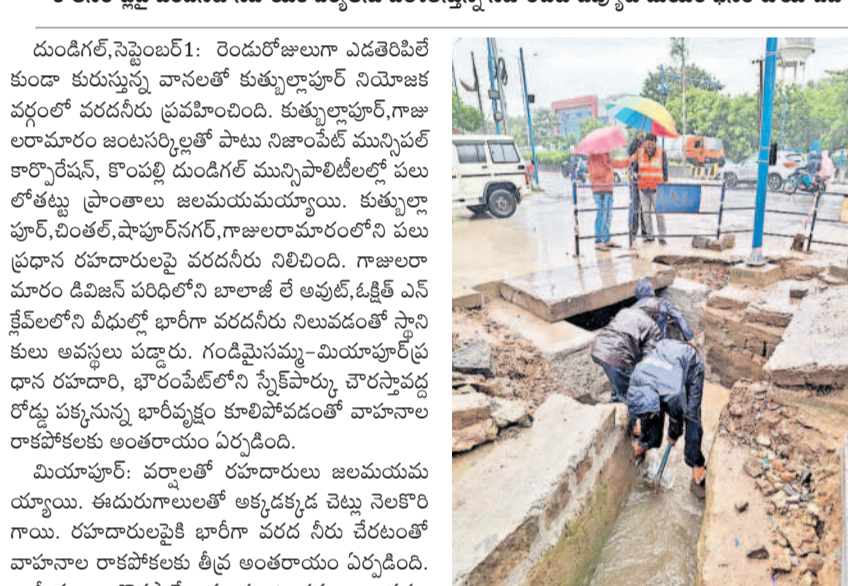 దుండిగల్,సెప్టెంబర్1: రెండురోజులుగా ఎడతెరిపిలే
కుండా కురుస్తున్న వానలతో కుత్బుల్లాపూర్ నియోజక
వర్గంలో వరదనీరు ప్రవహించింది. కుత్బుల్లాపూర్,గాజు
లరామారం జంటసర్కిల్లతో పాటు నిజాంపేట్ మున్సిపల్
కార్పొరేషన్, కొంపల్లి దుండిగల్ మున్సిపాలిటీలల్లో పలు
లోతట్టు ప్రాంతాలు జలమయమయ్యాయి. కుత్బుల్లా
పూర్,చింతల్,షాపూర్‌నగర్,గాజులరామారంలోని పలు
ప్రధాన రహదారులపై వరదనీరు నిలిచింది. గాజులరా
మారం డివిజన్ పరిధిలోని బాలాజీ లే అవుట్,ఓక్షిత్ ఎన్
క్లేవ్‌లలోని వీధుల్లో భారీగా వరదనీరు నిలువడంతో స్థాని
కులు అవస్థలు పడ్డారు. గండిమైసమ్మ-మియాపూర్‌ప్ర
ధాన రహదారి, భౌరంపేట్‌లోని స్నేక్‌పార్కు చౌరస్తావద్ద
రోడ్డు పక్కనున్న భారీవృక్షం కూలిపోవడంతో వాహనాల
రాకపోకలకు అంతరాయం ఏర్పడింది.
మియాపూర్: వర్షాలతో రహదారులు జలమయమ
య్యాయి. ఈదురుగాలులతో అక్కడక్కడ చెట్లు నెలకొరి
గాయి. రహదారులపైకి భారీగా వరద నీరు చేరటంతో
వాహనాల రాకపోకలకు తీవ్ర అంతరాయం ఏర్పడింది.